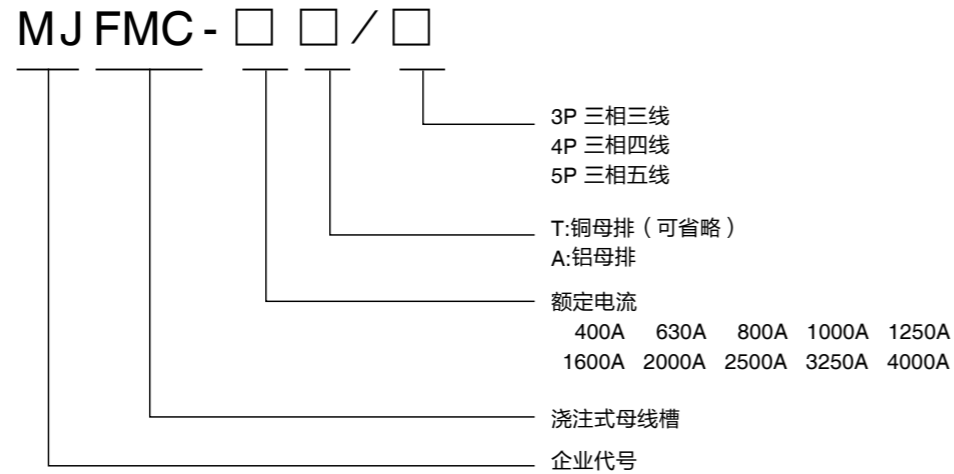 MJ FMC - □ □ / □
3P 三相三线
4P 三相四线
5P 三相五线
T:铜母排（可省略）
A:铝母排
额定电流
400A 630A 800A 1000A 1250A
1600A 2000A 2500A 3250A 4000A
浇注式母线槽
企业代号